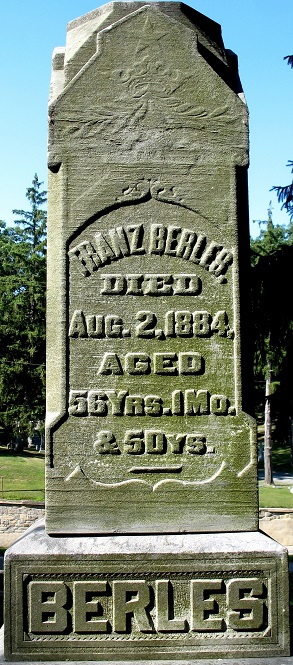 FRANZ BERLES,
DIED
AUG. 2, 1884,
AGED
56 YRS. 1 MO.
& 5 DYS.
BERLES